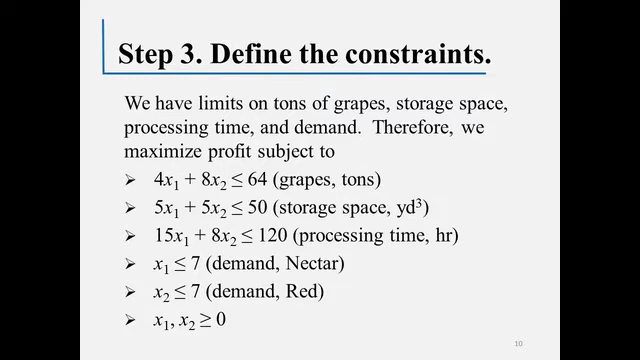 Step 3. Define the constraints.
We have limits on tons of grapes, storage space,
processing time, and demand. Therefore, we
maximize profit subject to
➢ 4x₁ + 8x₂ ≤ 64 (grapes, tons)
➢ 5x₁ + 5x₂ ≤ 50 (storage space, yd³)
➢ 15x₁ + 8x₂ ≤ 120 (processing time, hr)
➢ x₁ ≤ 7 (demand, Nectar)
➢ x₂ ≤ 7 (demand, Red)
➢ x₁, x₂ ≥ 0
10